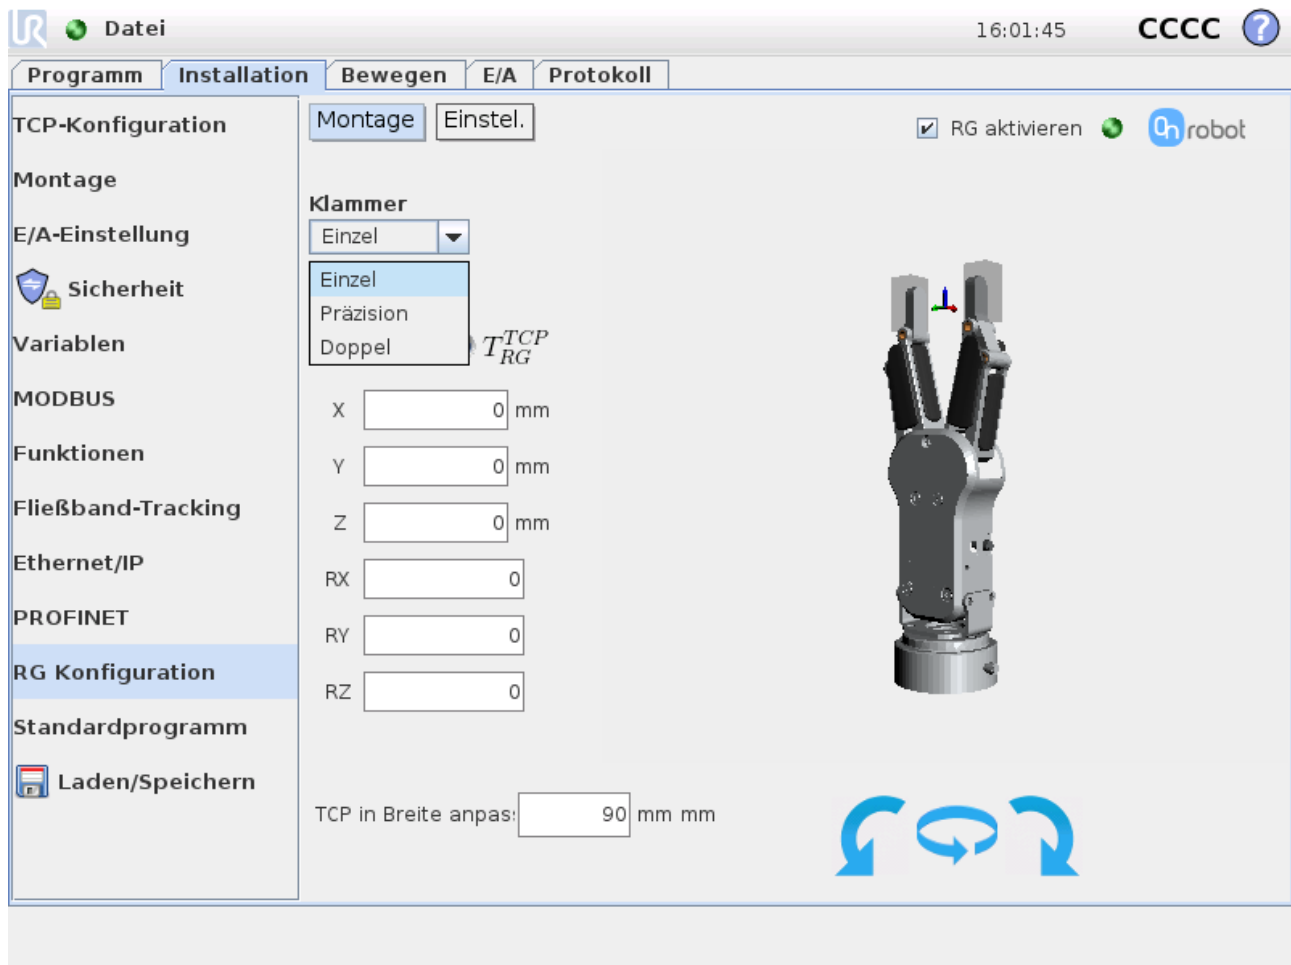 UR Datei 16:01:45 CCCC ?
Programm Installation Bewegen E/A Protokoll
TCP-Konfiguration
Montage
E/A-Einstellung
Sicherheit
Variablen
MODBUS
Funktionen
Fließband-Tracking
Ethernet/IP
PROFINET
RG Konfiguration
Standardprogramm
Laden/Speichern
Montage Einstel.
RG aktivieren On robot
Klammer
Einzel
Einzel
Präzision
Doppel
T_{RG}^{TCP}
X 0 mm
Y 0 mm
Z 0 mm
RX 0
RY 0
RZ 0
TCP in Breite anpas: 90 mm mm